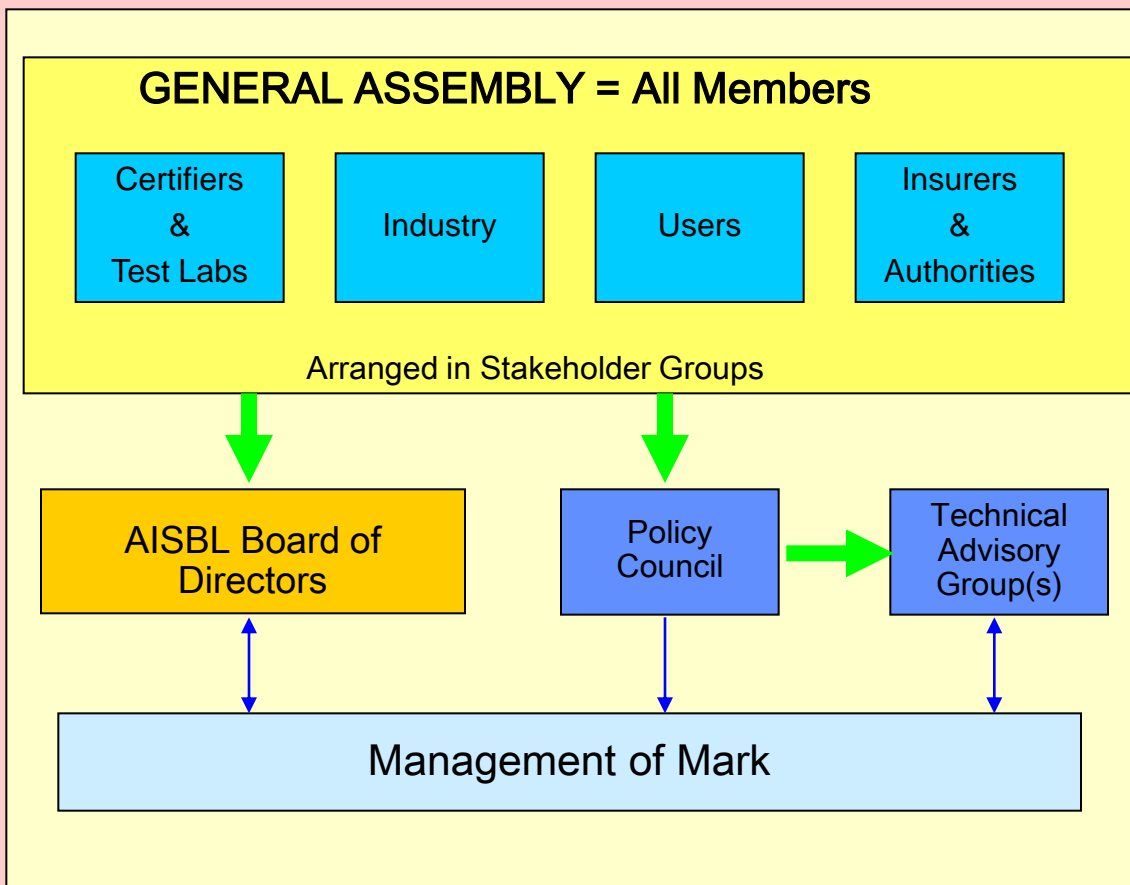 GENERAL ASSEMBLY = All Members
Certifiers
&
Test Labs
Industry
Users
Insurers
&
Authorities
Arranged in Stakeholder Groups
AISBL Board of
Directors
Policy
Council
Technical
Advisory
Group(s)
Management of Mark